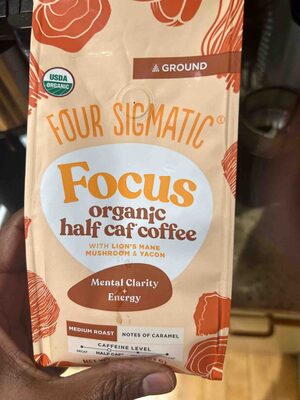 GROUND
USDA
ORGANIC
FOUR SIGMATIC®
Focus
organic
half caf coffee
WITH LION'S MANE
MUSHROOM & YACON
Mental Clarity
+
Energy
MEDIUM ROAST
NOTES OF CARAMEL
CAFFEINE LEVEL
DECAF
HALF CAF